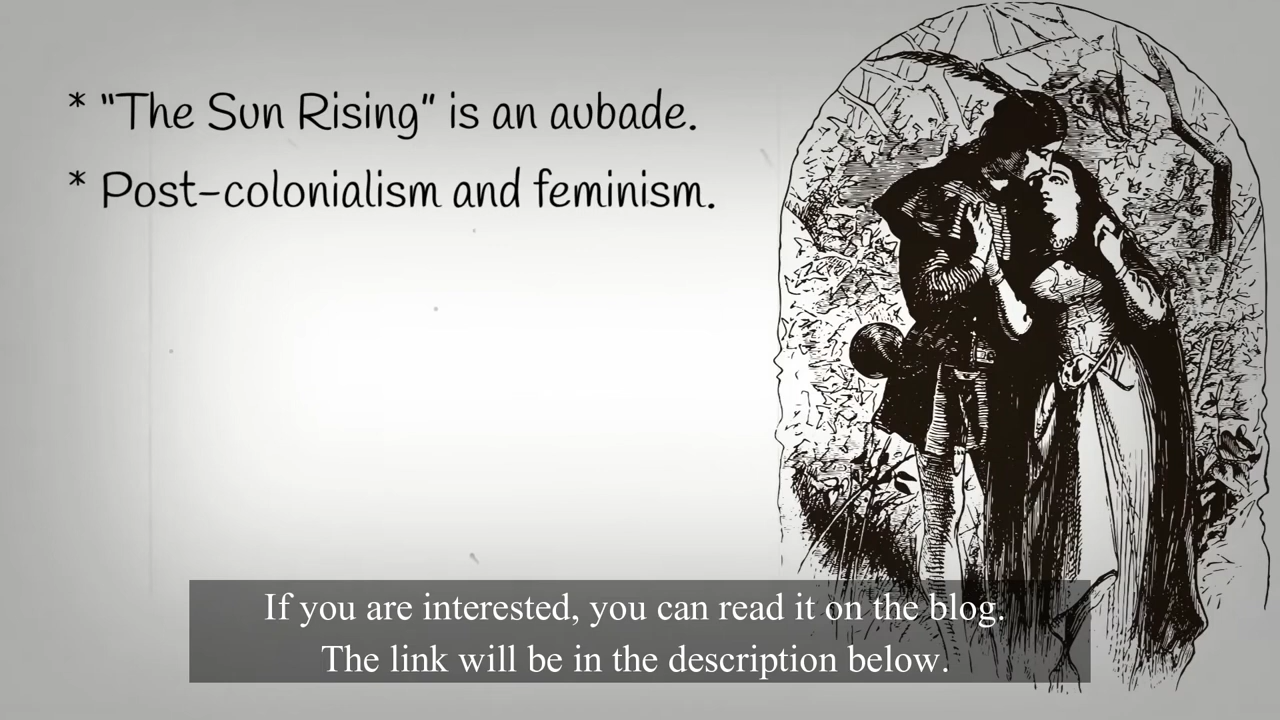 * “The Sun Rising” is an aubade.
* Post-colonialism and feminism.
If you are interested, you can read it on the blog.
The link will be in the description below.